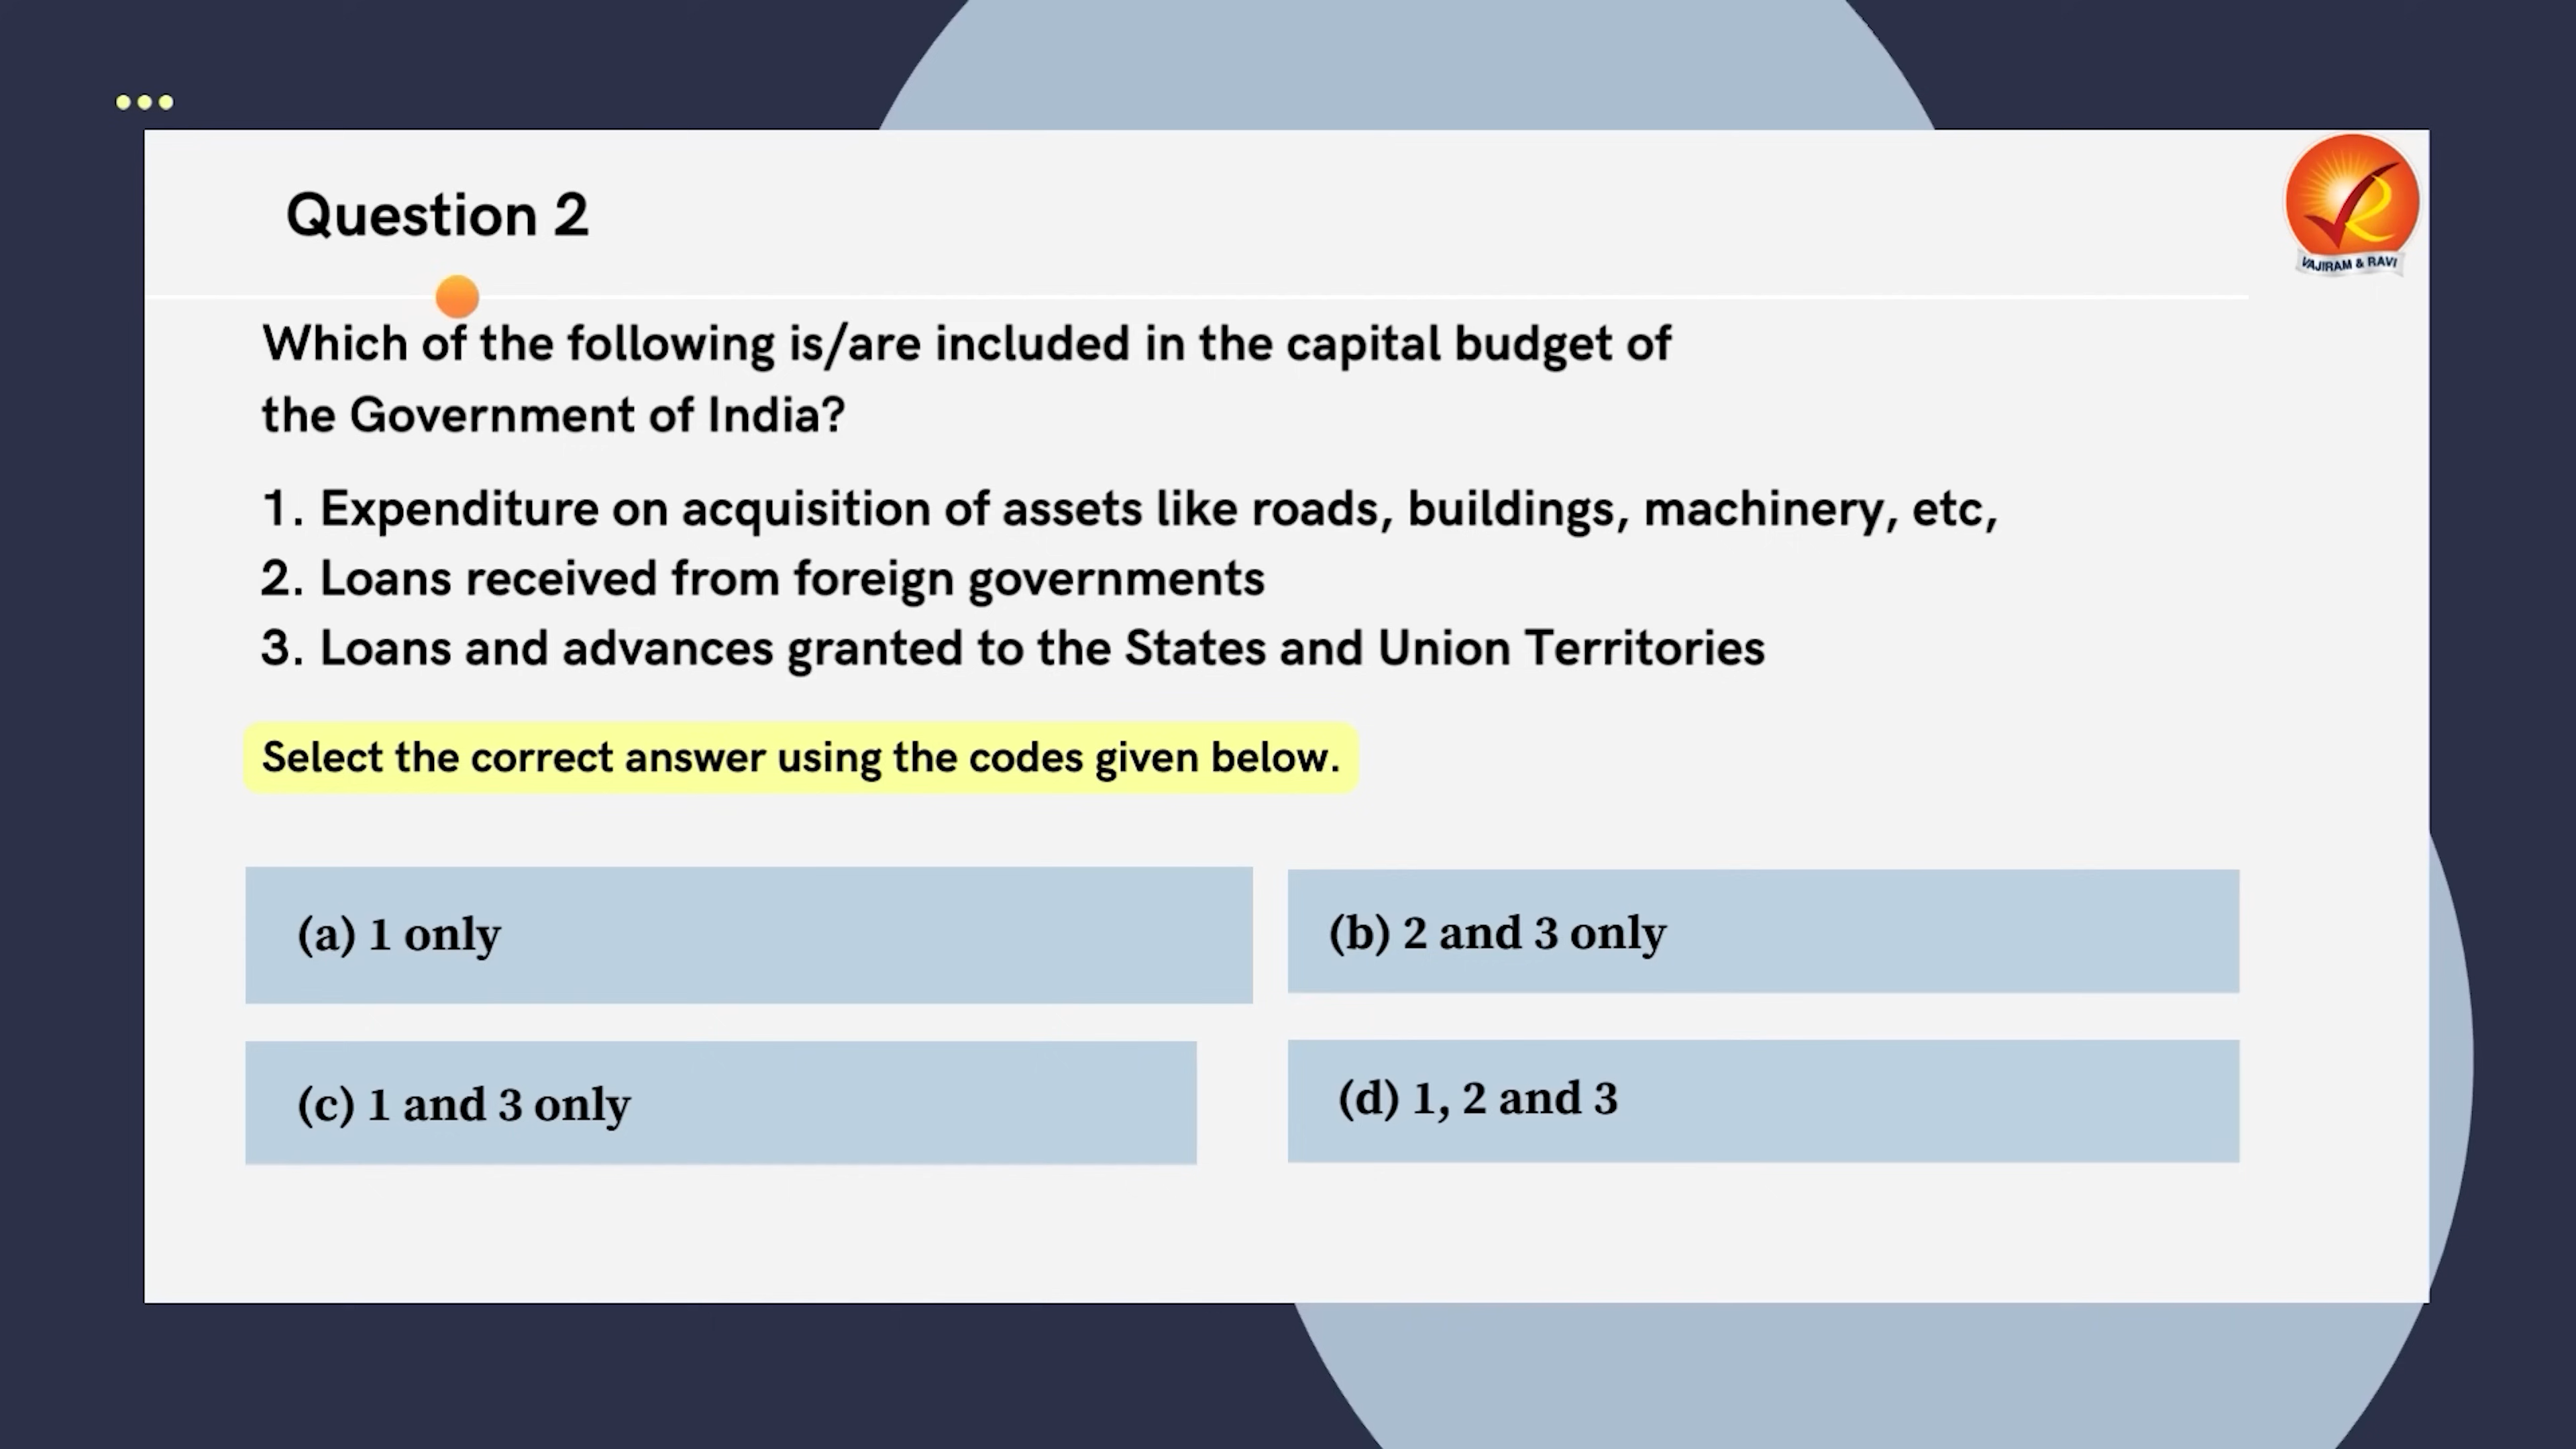 Question 2
VAJIRAM & RAVI
Which of the following is/are included in the capital budget of
the Government of India?
1. Expenditure on acquisition of assets like roads, buildings, machinery, etc,
2. Loans received from foreign governments
3. Loans and advances granted to the States and Union Territories
Select the correct answer using the codes given below.
(a) 1 only
(b) 2 and 3 only
(c) 1 and 3 only
(d) 1, 2 and 3